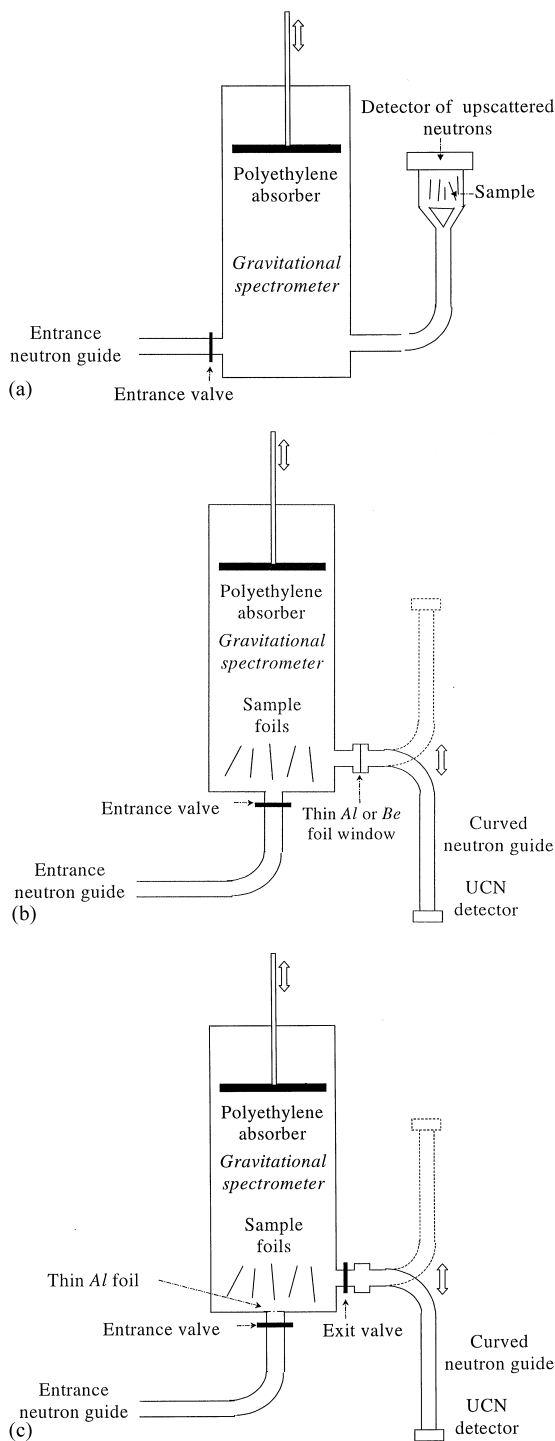 Detector of upscattered
neutrons
Sample
Polyethylene
absorber
Gravitational
spectrometer
Entrance
neutron guide
Entrance valve
(a)
Polyethylene
absorber
Gravitational
spectrometer
Sample
foils
Entrance valve
Thin Al or Be
foil window
Curved
neutron guide
Entrance
neutron guide
UCN
detector
(b)
Polyethylene
absorber
Gravitational
spectrometer
Sample
foils
Thin Al foil
Entrance valve
Exit valve
Curved
neutron guide
Entrance
neutron guide
UCN
detector
(c)